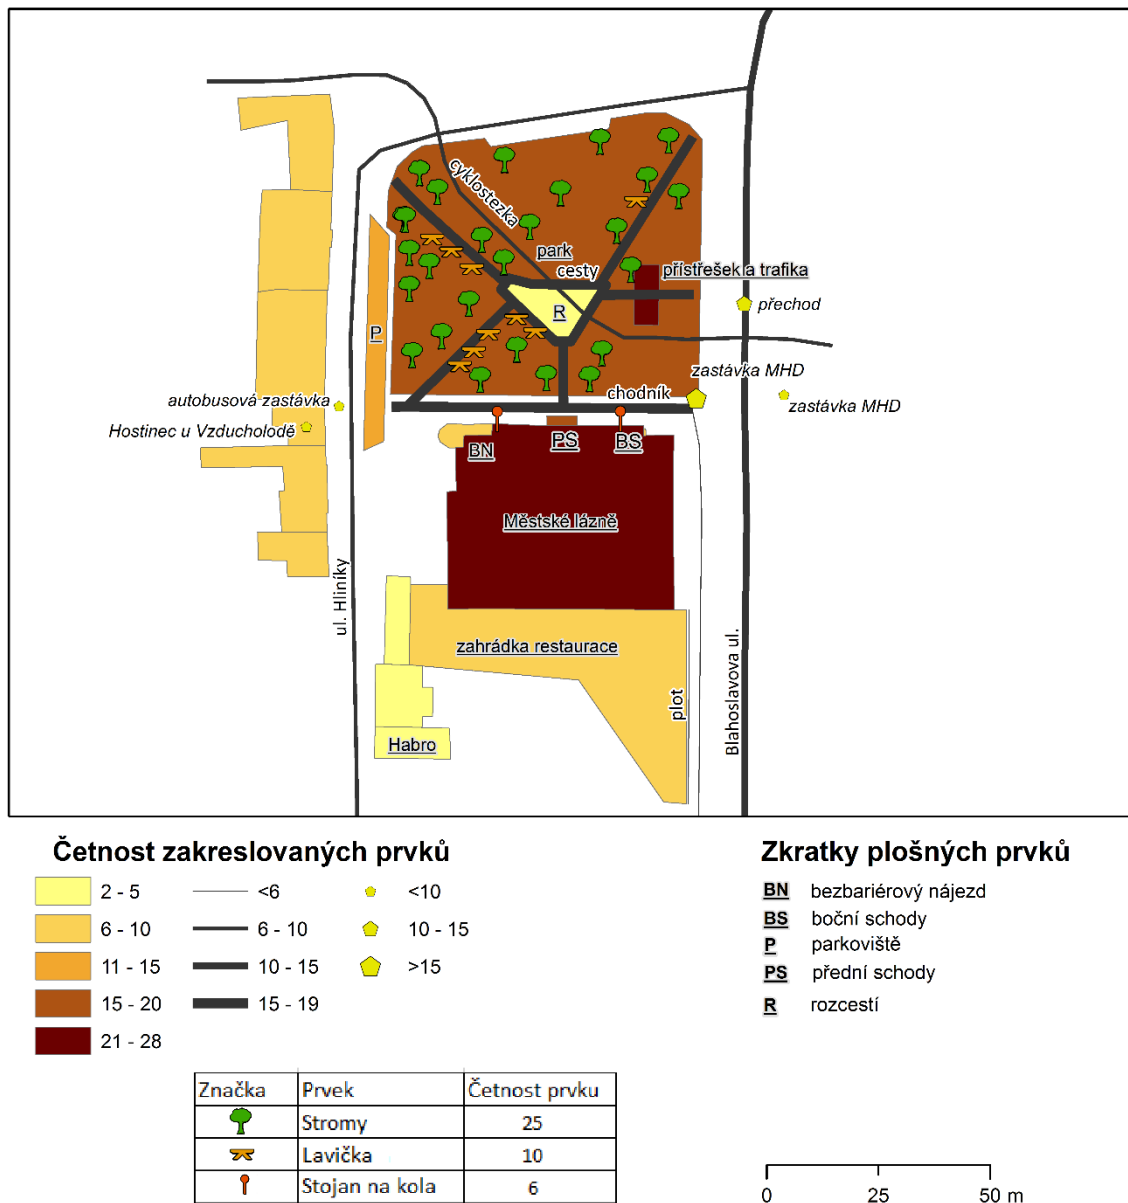 cyklostezka
park
cesty
přístřešek a trafika
R
přechod
P
zastávka MHD
chodník
autobusová zastávka
zastávka MHD
Hostinec u Vzducholodě
BN
PS
BS
Městské lázně
ul. Hliníky
zahrádka restaurace
plot
Blahoslavova ul.
Habro
Četnost zakreslovaných prvků
2 - 5
<6
<10
6 - 10
6 - 10
10 - 15
11 - 15
10 - 15
>15
15 - 20
15 - 19
21 - 28
Zkratky plošných prvků
BN bezbariérový nájezd
BS boční schody
P parkoviště
PS přední schody
R rozcestí
Značka Prvek Četnost prvku
Stromy 25
Lavička 10
Stojan na kola 6
0 25 50 m